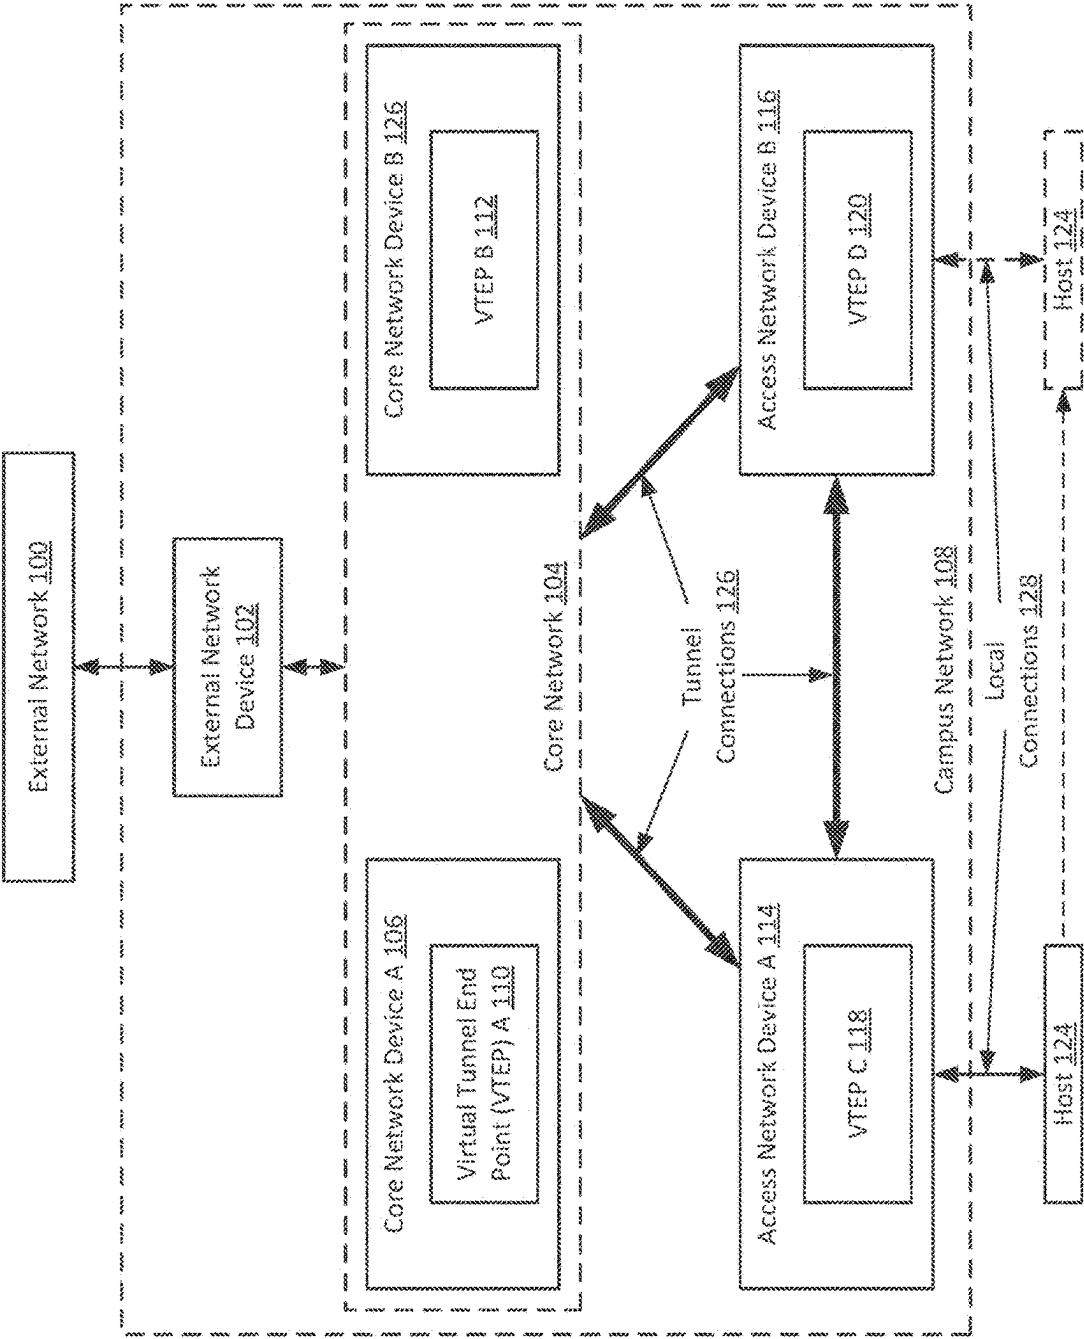 External Network 100
External Network
Device 102
Core Network Device A 106
Virtual Tunnel End
Point (VTEP) A 110
Core Network Device B 126
VTEP B 112
Core Network 104
Tunnel
Connections 126
Access Network Device A 114
VTEP C 118
Access Network Device B 116
VTEP D 120
Campus Network 108
Local
Connections 128
Host 124
Host 124